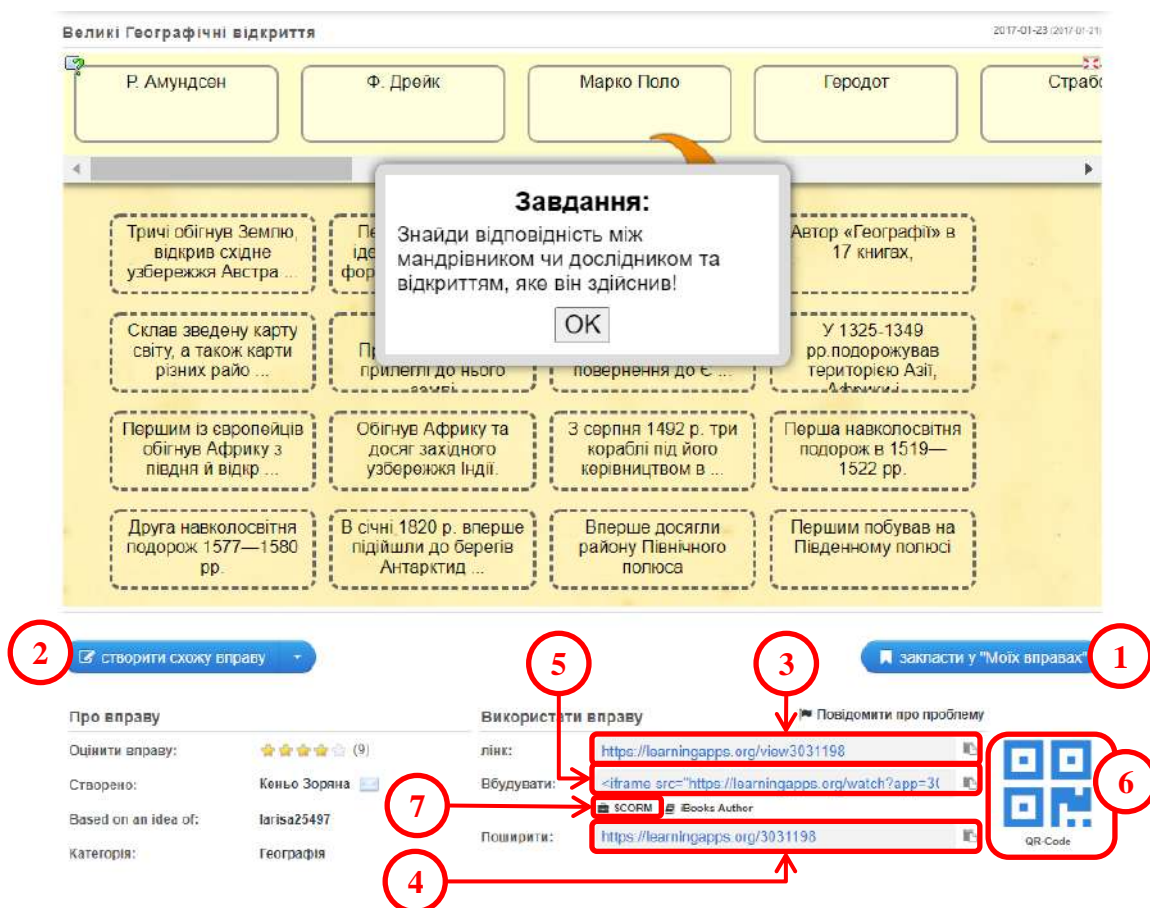 Великі Географічні відкриття
2017-01-23 (2017-01-21)
Р. Амундсен
Ф. Дрейк
Марко Поло
Геродот
Страбо
Завдання:
Знайди відповідність між
мандрівником чи дослідником та
відкриттям, яке він здійснив!
OK
Тричі обігнув Землю,
відкрив східне
узбережжя Австра ...
Автор «Географії» в
17 книгах,
Склав зведену карту
світу, а також карти
різних райо ...
прилеглі до нього
повернення до Є ...
У 1325-1349
рр.подорожував
територією Азії,
Африки і
Першим із європейців
обігнув Африку з
півдня й відкр ...
Обігнув Африку та
досяг західного
узбережжя Індії.
3 серпня 1492 р. три
кораблі під його
керівництвом в ...
Перша навколосвітня
подорож в 1519—
1522 рр.
Друга навколосвітня
подорож 1577—1580
рр.
В січні 1820 р. вперше
підійшли до берегів
Антарктид ...
Вперше досягли
району Північного
полюса
Першим побував на
Південному полюсі
2
створити схожу вправу
5
3
закласти у "Моїх вправах"
1
Про вправу
Оцінити вправу: (9)
Створено: Коньо Зоряна
Based on an idea of: larisa25497
Категорія: Географія
Використати вправу
Повідомити про проблему
лінк: https://learningapps.org/view3031198
Вбудувати: <iframe src="https://learningapps.org/watch?app=30
7
SCORM iBooks Author
Поширити: https://learningapps.org/3031198
6
QR-Code
4